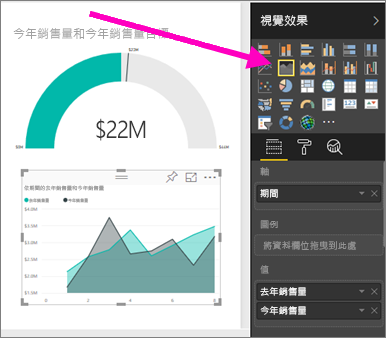 今年銷售量和今年銷售量目標
$22M
依期間的去年銷售量和今年銷售量
去年銷售量 今年銷售量
$4.0M
$3.5M
$3.0M
$2.5M
$2.0M
$1.5M
0 2 4 6 8
視覺效果
軸
期間
圖例
將資料欄位拖曳到此處
值
去年銷售量
今年銷售量